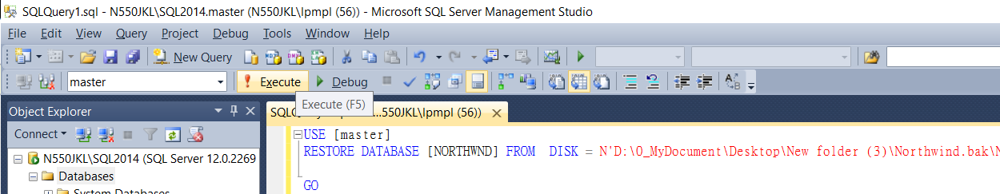 SQLQuery1.sql - N550JKL\SQL2014.master (N550JKL\lpmpl (56)) - Microsoft SQL Server Management Studio
File Edit View Query Project Debug Tools Window Help
New Query
master Execute Debug
Execute (F5)
Object Explorer
...550JKL\lpmpl (56))
Connect
USE [master]
RESTORE DATABASE [NORTHWND] FROM DISK = N'D:\0_MyDocument\Desktop\New folder (3)\Northwind.bak\N
N550JKL\SQL2014 (SQL Server 12.0.2269
Databases
GO
System Databases